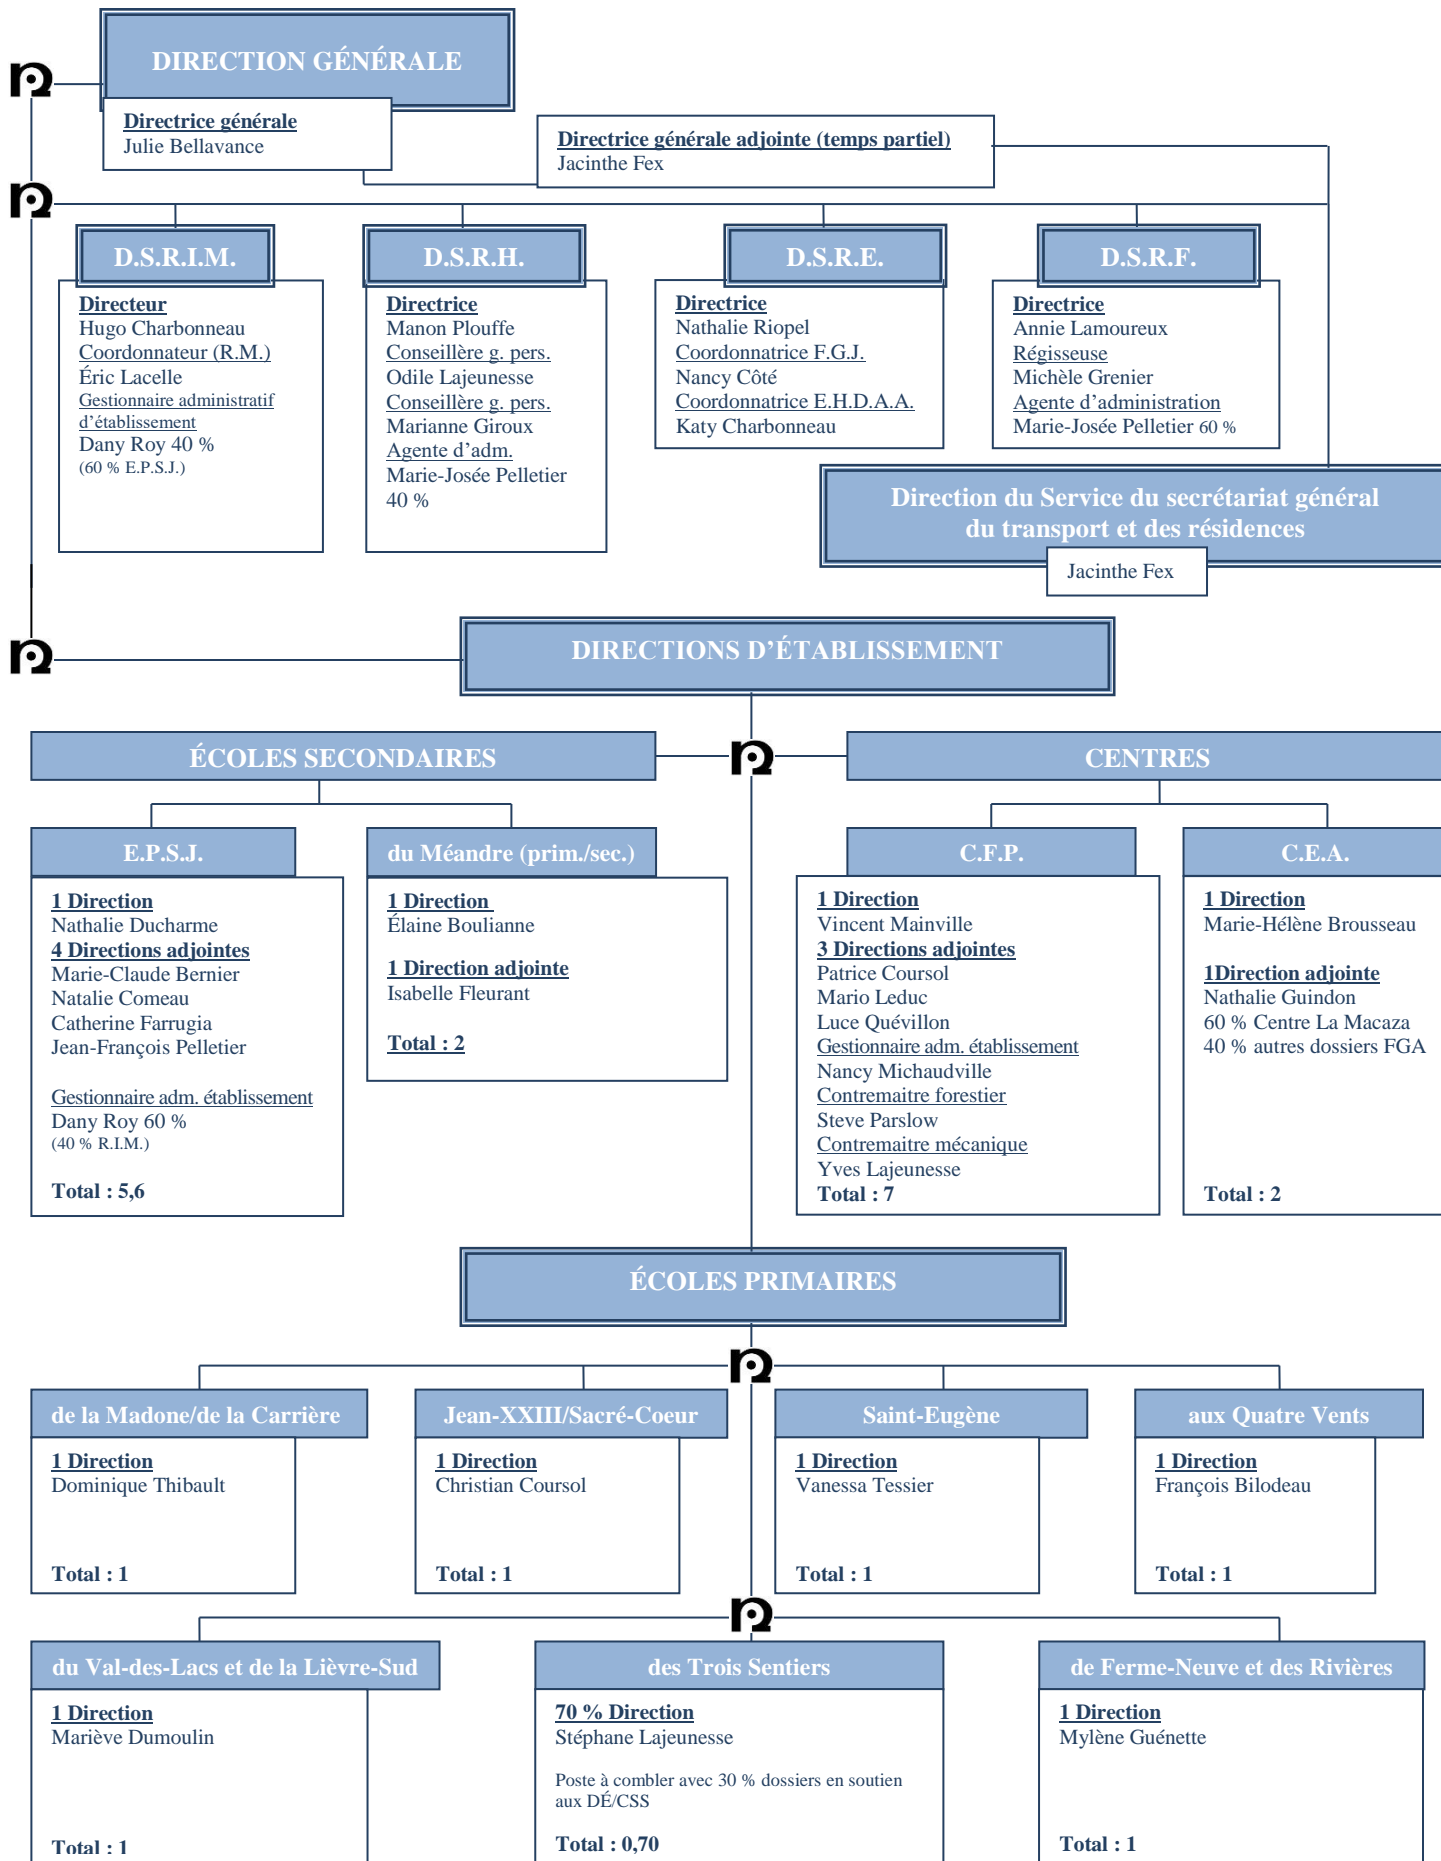 DIRECTION GÉNÉRALE
Directrice générale
Julie Bellavance
Directrice générale adjointe (temps partiel)
Jacinthe Fex
D.S.R.I.M.
Directeur
Hugo Charbonneau
Coordonnateur (R.M.)
Éric Lacelle
Gestionnaire administratif
d’établissement
Dany Roy 40 %
(60 % E.P.S.J.)
D.S.R.H.
Directrice
Manon Plouffe
Conseillère g. pers.
Odile Lajeunesse
Conseillère g. pers.
Marianne Giroux
Agente d’adm.
Marie-Josée Pelletier
40 %
D.S.R.E.
Directrice
Nathalie Riopel
Coordonnatrice F.G.J.
Nancy Côté
Coordonnatrice E.H.D.A.A.
Katy Charbonneau
D.S.R.F.
Directrice
Annie Lamoureux
Régisseuse
Michèle Grenier
Agente d’administration
Marie-Josée Pelletier 60 %
Direction du Service du secrétariat général
du transport et des résidences
Jacinthe Fex
DIRECTIONS D’ÉTABLISSEMENT
ÉCOLES SECONDAIRES
CENTRES
E.P.S.J.
1 Direction
Nathalie Ducharme
4 Directions adjointes
Marie-Claude Bernier
Natalie Comeau
Catherine Farrugia
Jean-François Pelletier
Gestionnaire adm. établissement
Dany Roy 60 %
(40 % R.I.M.)
Total : 5,6
du Méandre (prim./sec.)
1 Direction
Élaine Boulianne
1 Direction adjointe
Isabelle Fleurant
Total : 2
C.F.P.
1 Direction
Vincent Mainville
3 Directions adjointes
Patrice Coursol
Mario Leduc
Luce Quévillon
Gestionnaire adm. établissement
Nancy Michaudville
Contremaitre forestier
Steve Parslow
Contremaitre mécanique
Yves Lajeunesse
Total : 7
C.E.A.
1 Direction
Marie-Hélène Brousseau
1Direction adjointe
Nathalie Guindon
60 % Centre La Macaza
40 % autres dossiers FGA
Total : 2
ÉCOLES PRIMAIRES
de la Madone/de la Carrière
1 Direction
Dominique Thibault
Total : 1
Jean-XXIII/Sacré-Coeur
1 Direction
Christian Coursol
Total : 1
Saint-Eugène
1 Direction
Vanessa Tessier
Total : 1
aux Quatre Vents
1 Direction
François Bilodeau
Total : 1
du Val-des-Lacs et de la Lièvre-Sud
1 Direction
Mariève Dumoulin
Total : 1
des Trois Sentiers
70 % Direction
Stéphane Lajeunesse
Poste à combler avec 30 % dossiers en soutien
aux DÉ/CSS
Total : 0,70
de Ferme-Neuve et des Rivières
1 Direction
Mylène Guénette
Total : 1